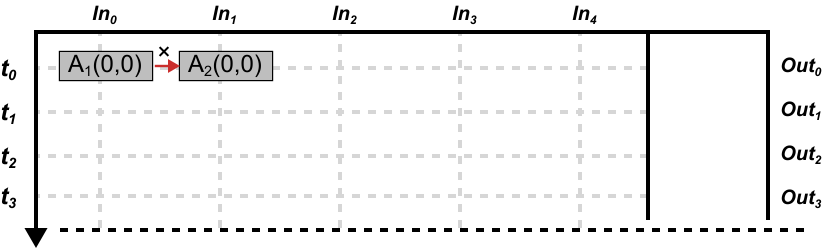 In₀ In₁ In₂ In₃ In₄
t₀ A₁(0,0) × A₂(0,0) Out₀
t₁ Out₁
t₂ Out₂
t₃ Out₃